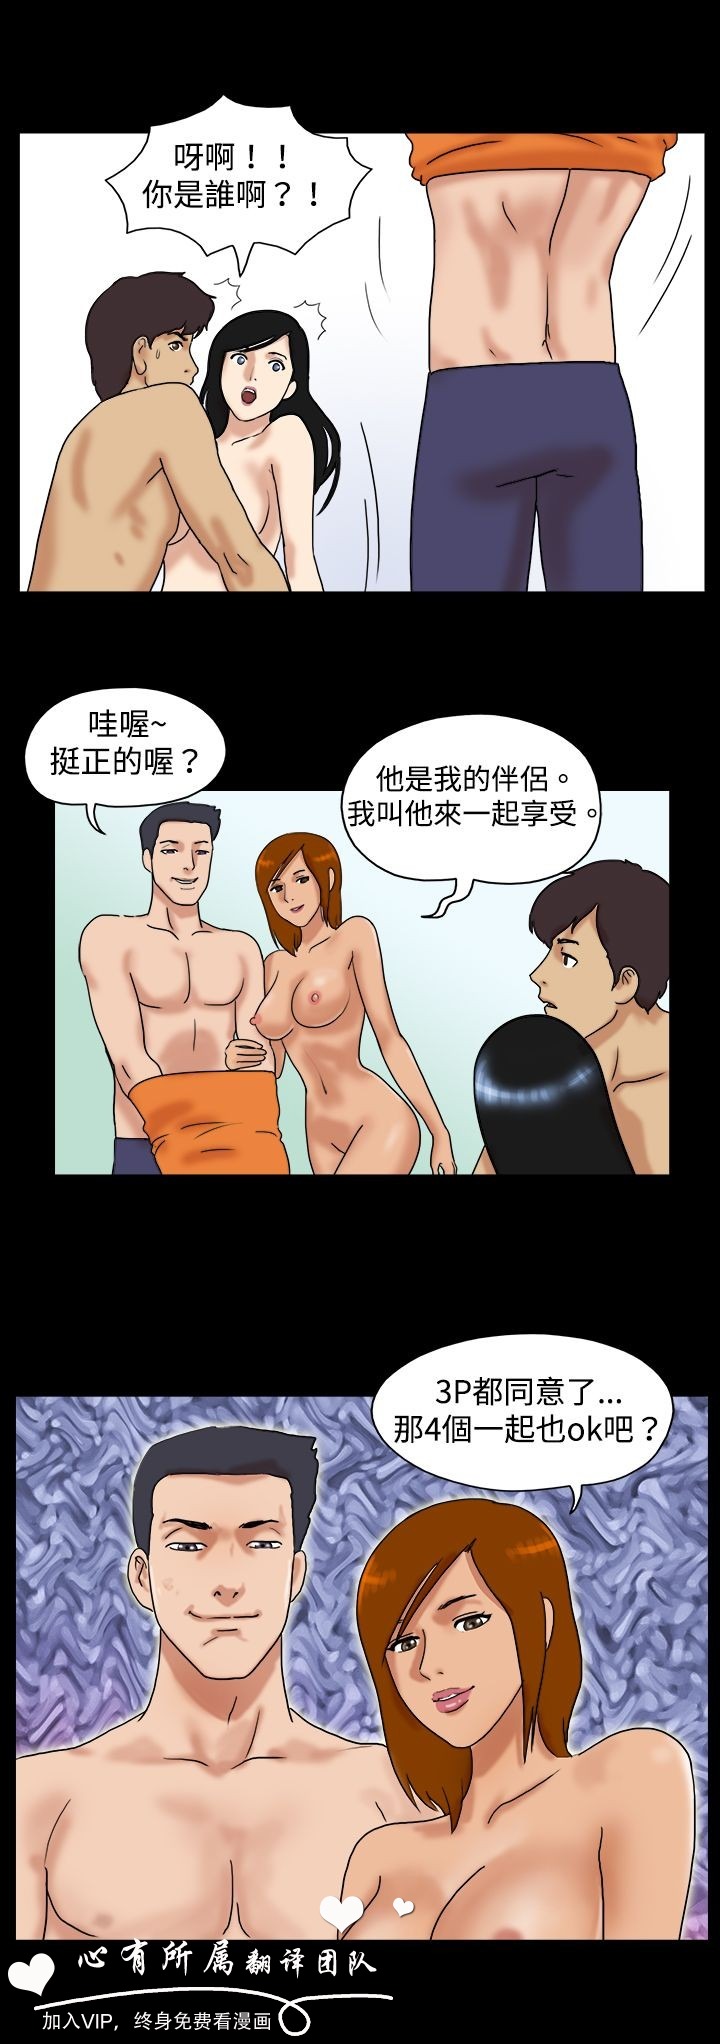 呀啊！！
你是誰啊？！
哇喔~
挺正的喔？
他是我的伴侶。
我叫他來一起享受。
3P都同意了...
那4個一起也ok吧？
心有所属翻译团队
加入VIP，终身免费看漫画